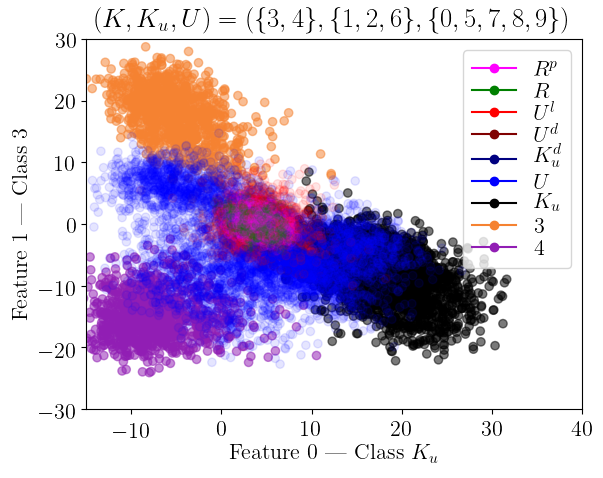 (K, K_u, U) = ({3, 4}, {1, 2, 6}, {0, 5, 7, 8, 9})
30
20
10
0
−10
−20
−30
Feature 1 — Class 3
R^p
R
U^l
U^d
K_u^d
U
K_u
3
4
−10
0
10
20
30
40
Feature 0 — Class K_u